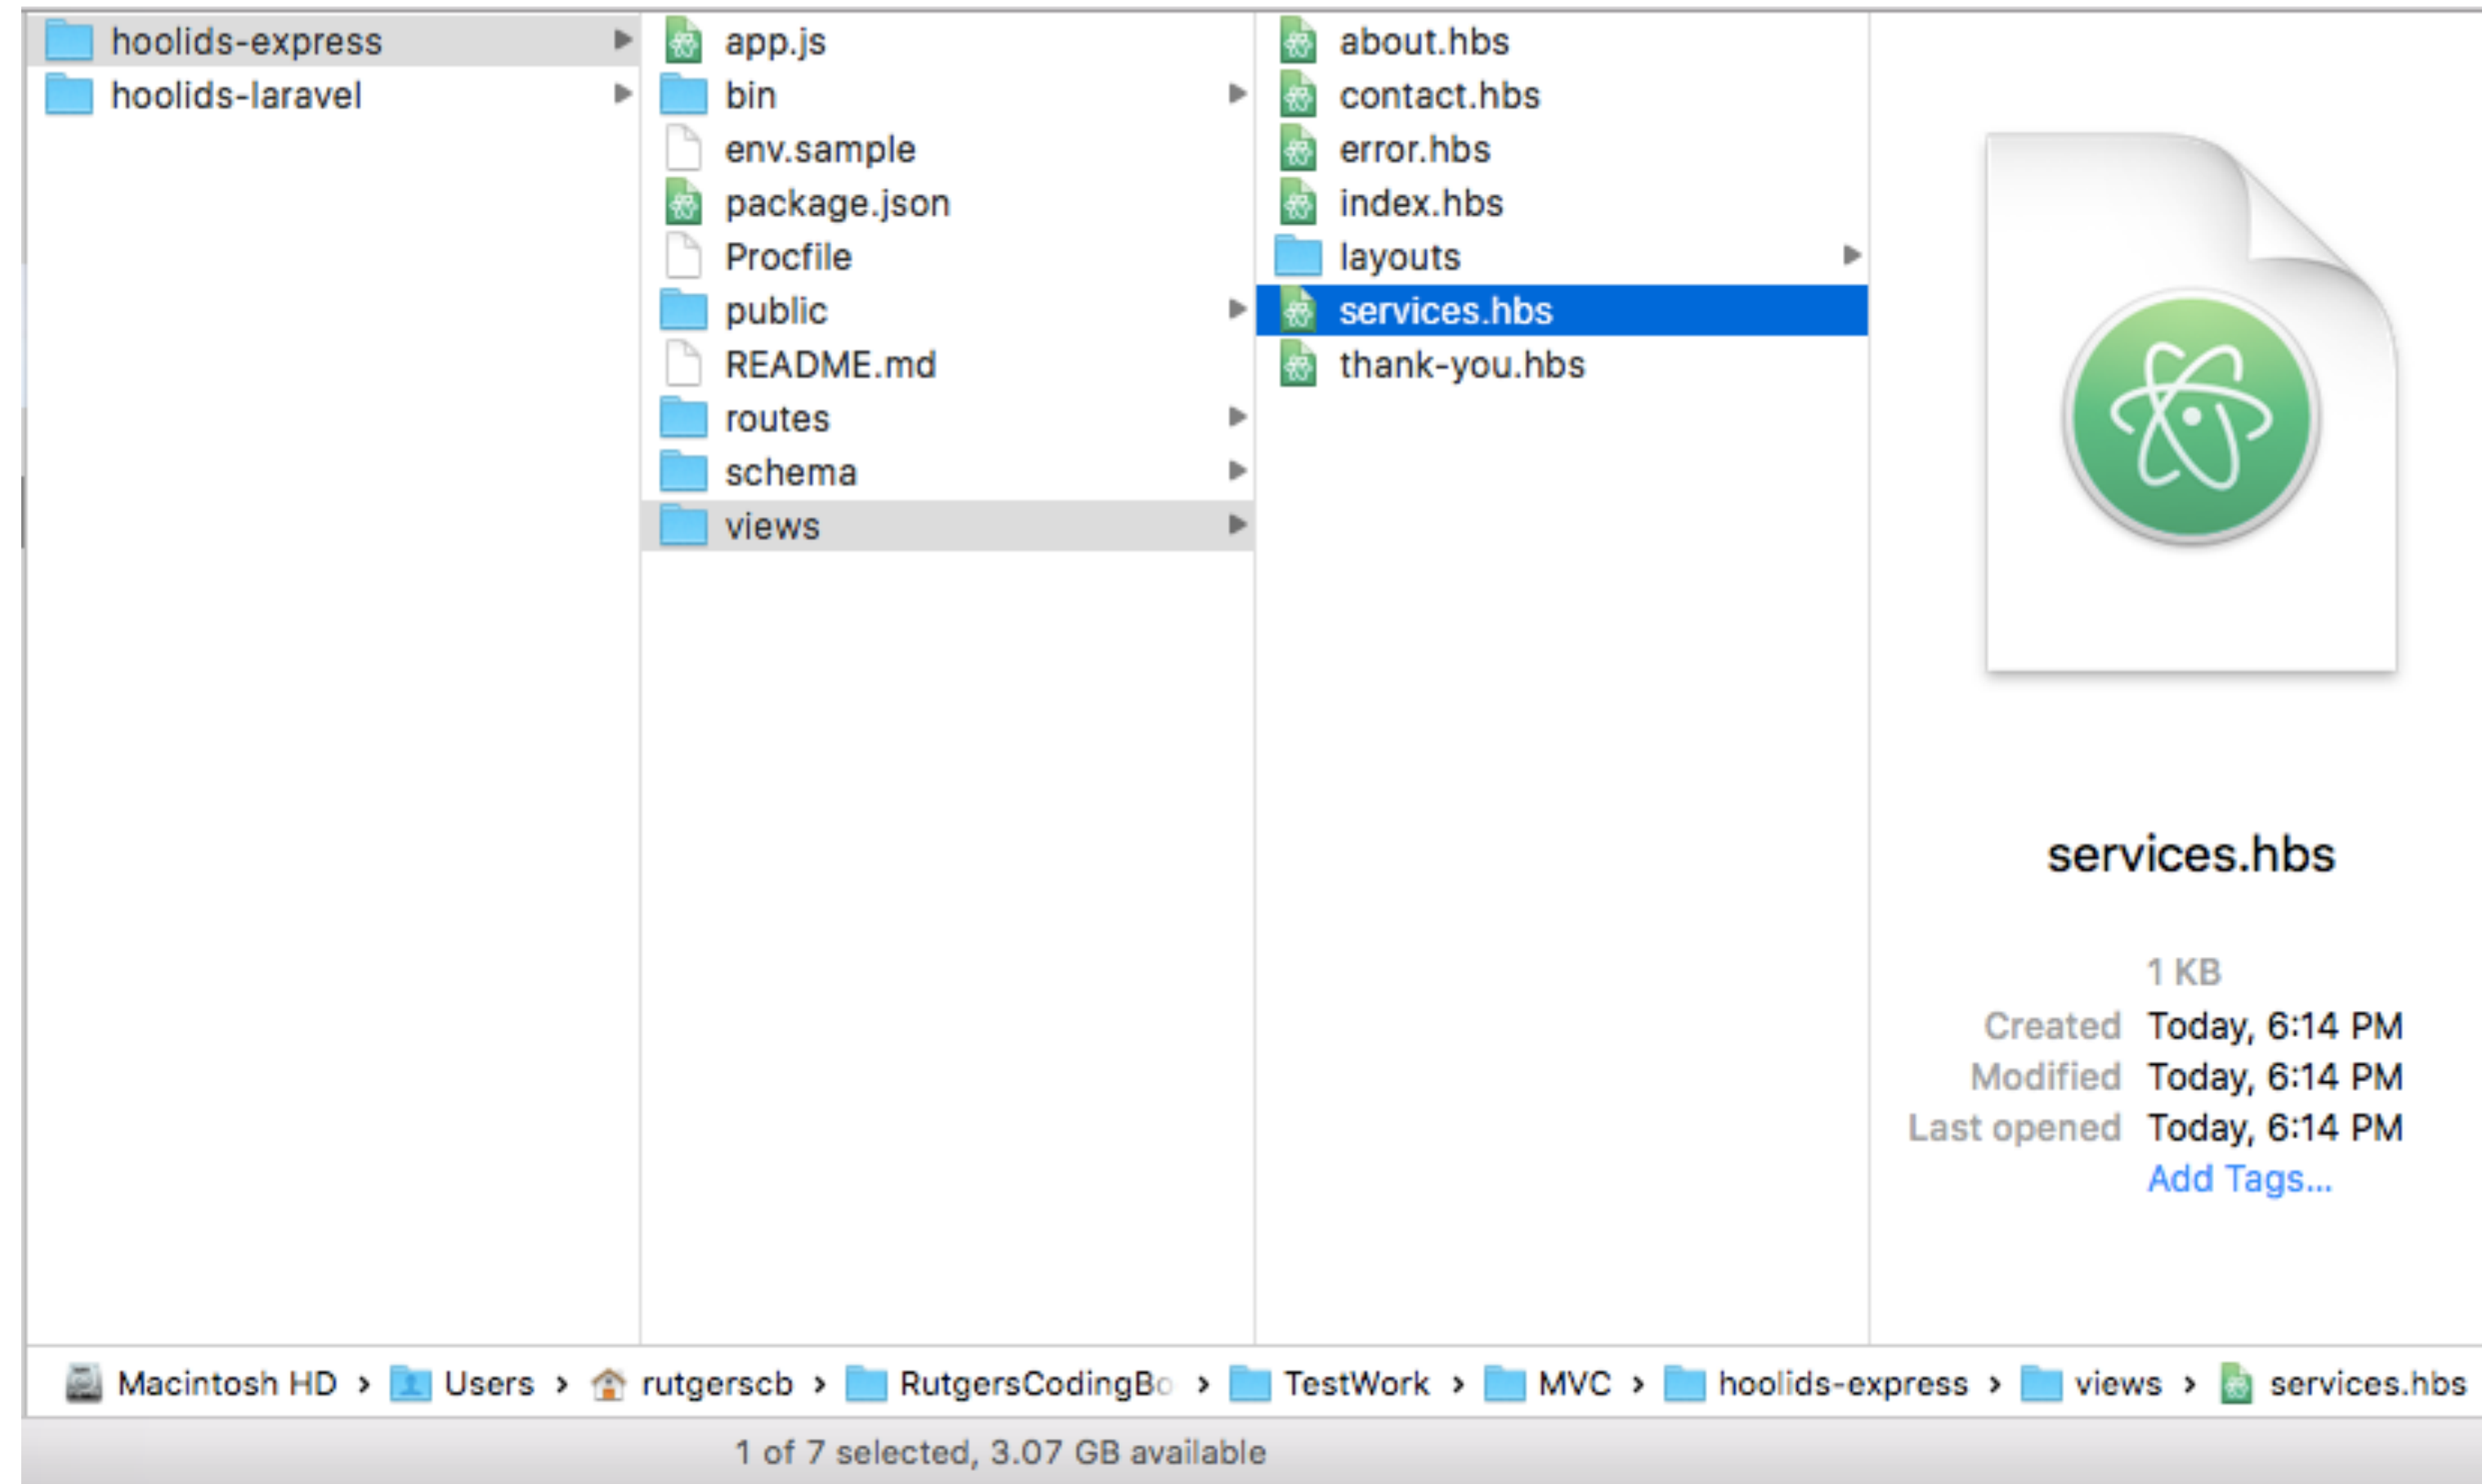 hoolids-express
hoolids-laravel
app.js
bin
env.sample
package.json
Procfile
public
README.md
routes
schema
views
about.hbs
contact.hbs
error.hbs
index.hbs
layouts
services.hbs
thank-you.hbs
services.hbs
1 KB
Created Today, 6:14 PM
Modified Today, 6:14 PM
Last opened Today, 6:14 PM
Add Tags...
Macintosh HD › Users › rutgerscb › RutgersCodingBo › TestWork › MVC › hoolids-express › views › services.hbs
1 of 7 selected, 3.07 GB available